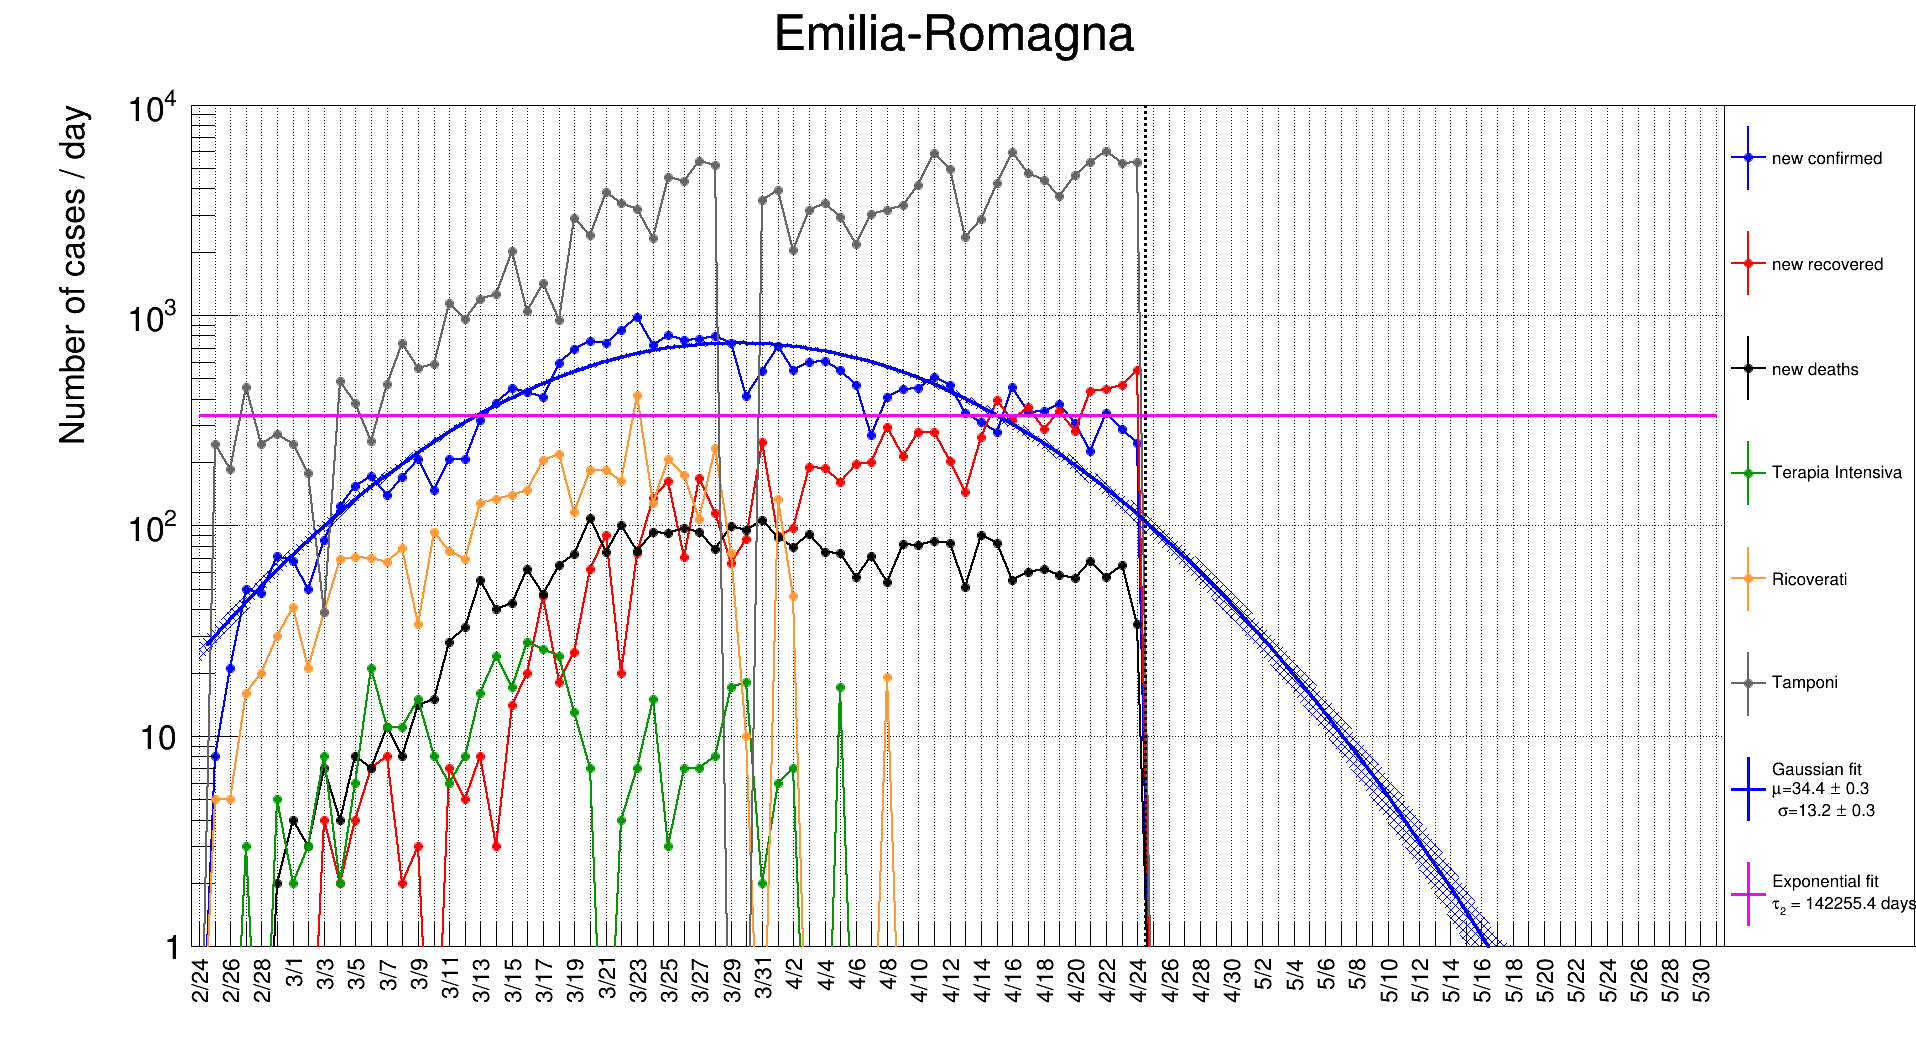 Emilia-Romagna
Number of cases / day
10⁴
10³
10²
10
1
2/24 2/26 2/28 3/1 3/3 3/5 3/7 3/9 3/11 3/13 3/15 3/17 3/19 3/21 3/23 3/25 3/27 3/29 3/31 4/2 4/4 4/6 4/8 4/10 4/12 4/14 4/16 4/18 4/20 4/22 4/24 4/26 4/28 4/30 5/2 5/4 5/6 5/8 5/10 5/12 5/14 5/16 5/18 5/20 5/22 5/24 5/26 5/28 5/30
new confirmed
new recovered
new deaths
Terapia Intensiva
Ricoverati
Tamponi
Gaussian fit
μ=34.4 ± 0.3
σ=13.2 ± 0.3
Exponential fit
τ₂ = 142255.4 days